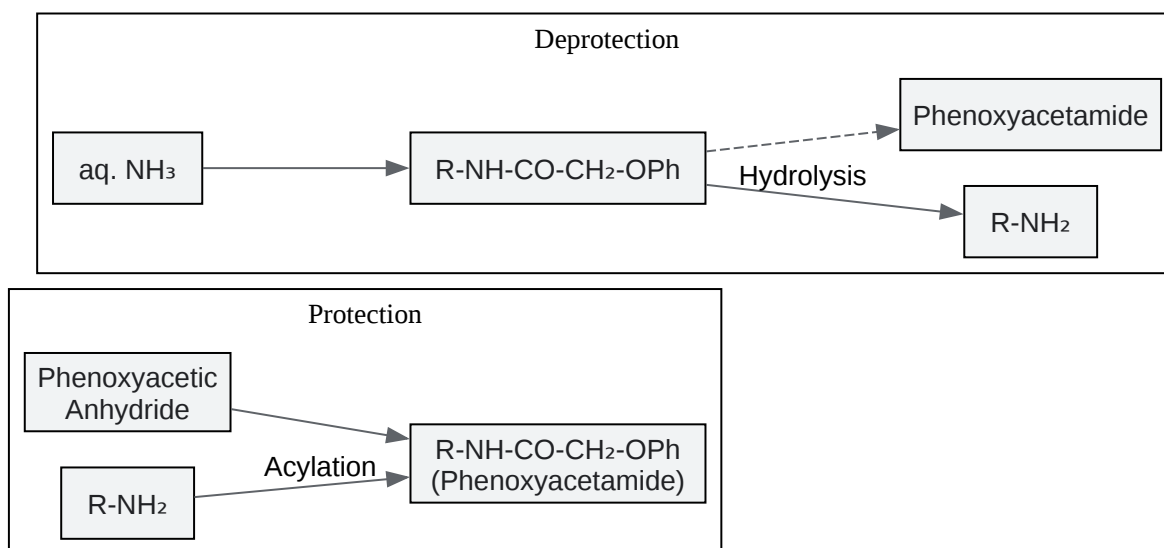 Deprotection
Phenoxyacetamide
aq. NH₃
R-NH-CO-CH₂-OPh
Hydrolysis
R-NH₂
Protection
Phenoxyacetic
Anhydride
R-NH-CO-CH₂-OPh
(Phenoxyacetamide)
Acylation
R-NH₂